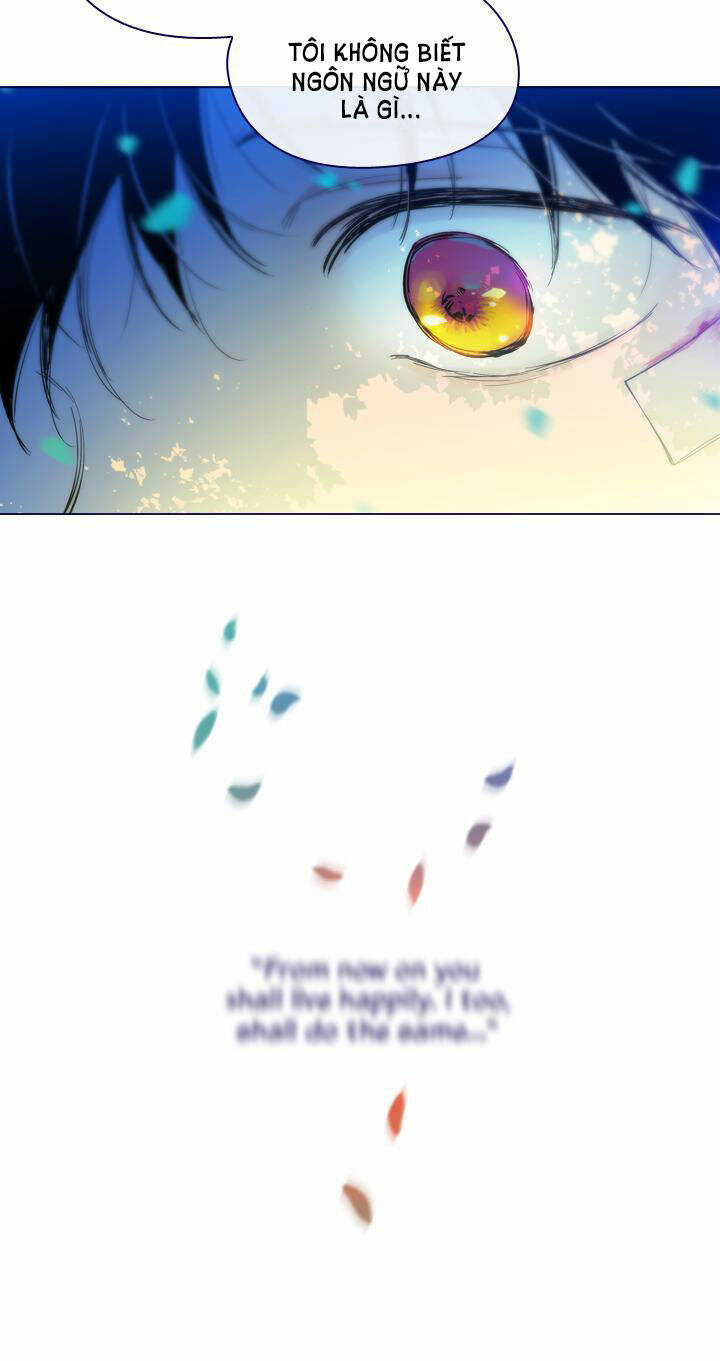 TÔI KHÔNG BIẾT
NGÔN NGỮ NÀY
LÀ GÌ...
"From now on you
shall live happily. I too,
shall do the same..."